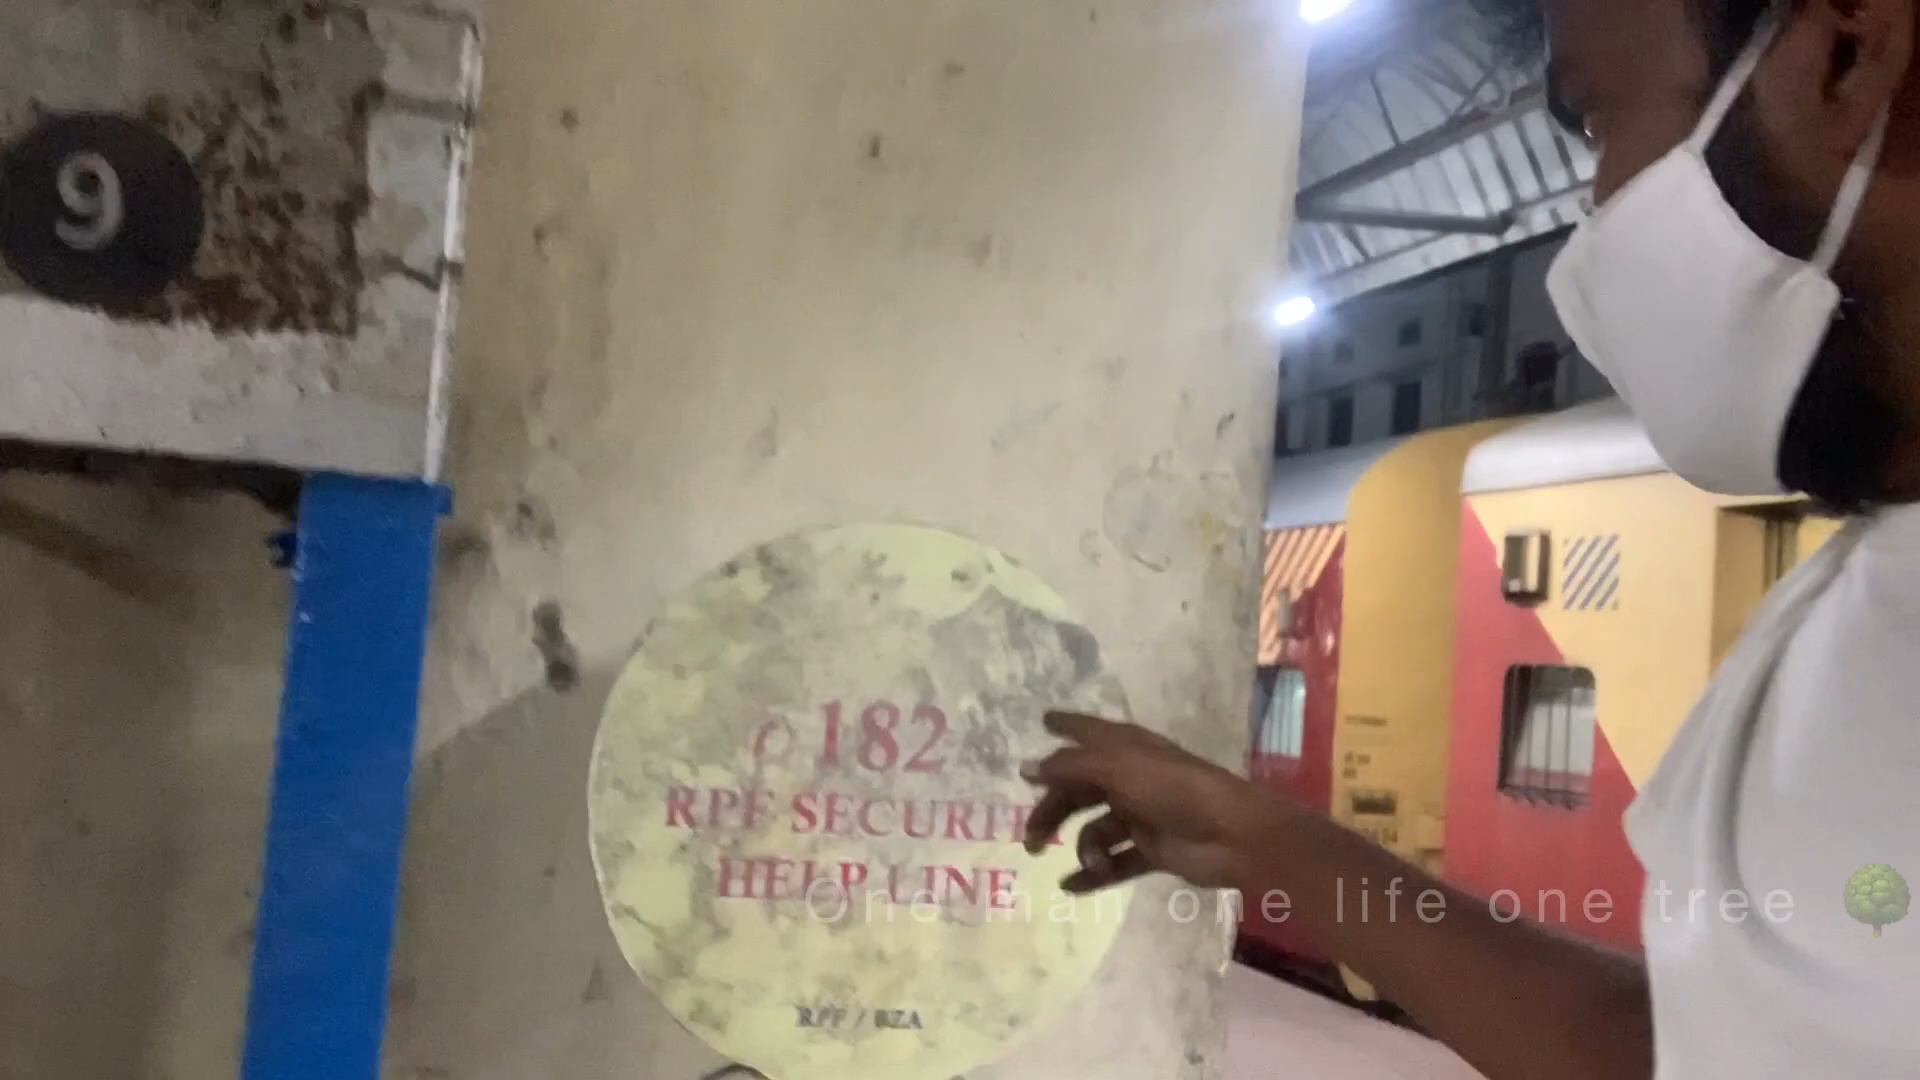 9
182
RPF SECURITY
HELP LINE
RPF / BZA
One man one life one tree